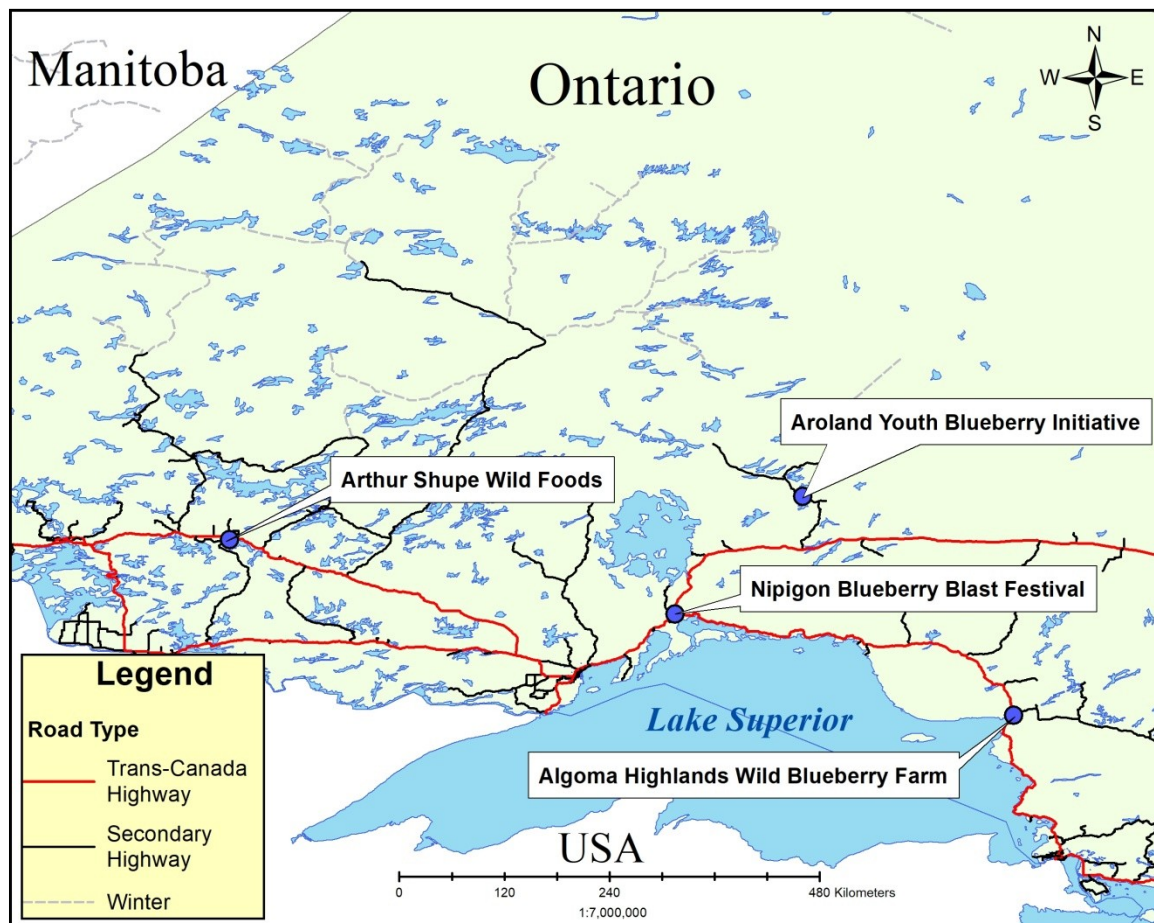 Manitoba
Ontario
N
W E
S
Aroland Youth Blueberry Initiative
Arthur Shupe Wild Foods
Nipigon Blueberry Blast Festival
Lake Superior
Algoma Highlands Wild Blueberry Farm
USA
Legend
Road Type
Trans-Canada
Highway
Secondary
Highway
Winter
0 120 240 480 Kilometers
1:7,000,000